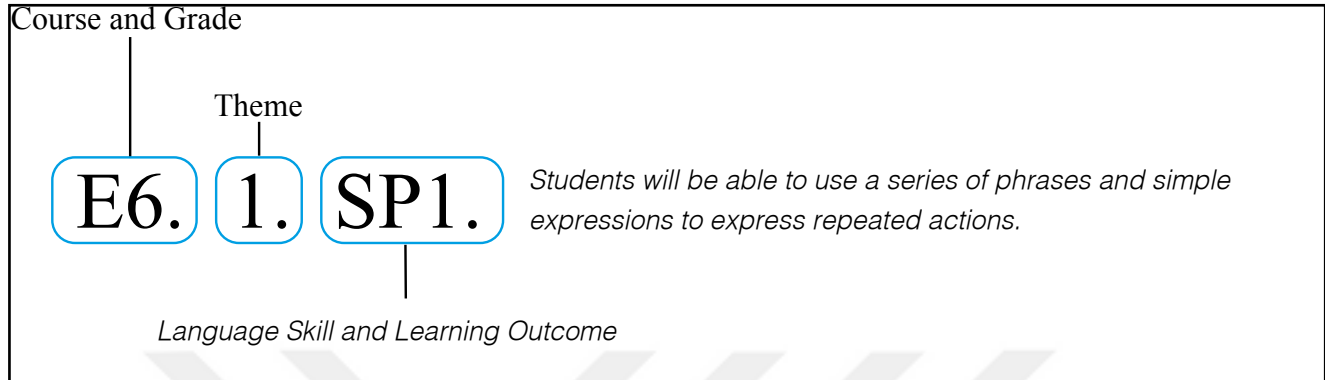 Course and Grade
Theme
E6. 1. SP1.
Students will be able to use a series of phrases and simple
expressions to express repeated actions.
Language Skill and Learning Outcome